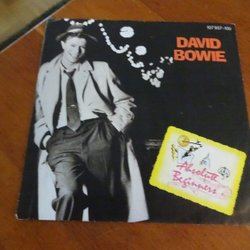 107 937-100
DAVID
BOWIE
Absolute
Beginners